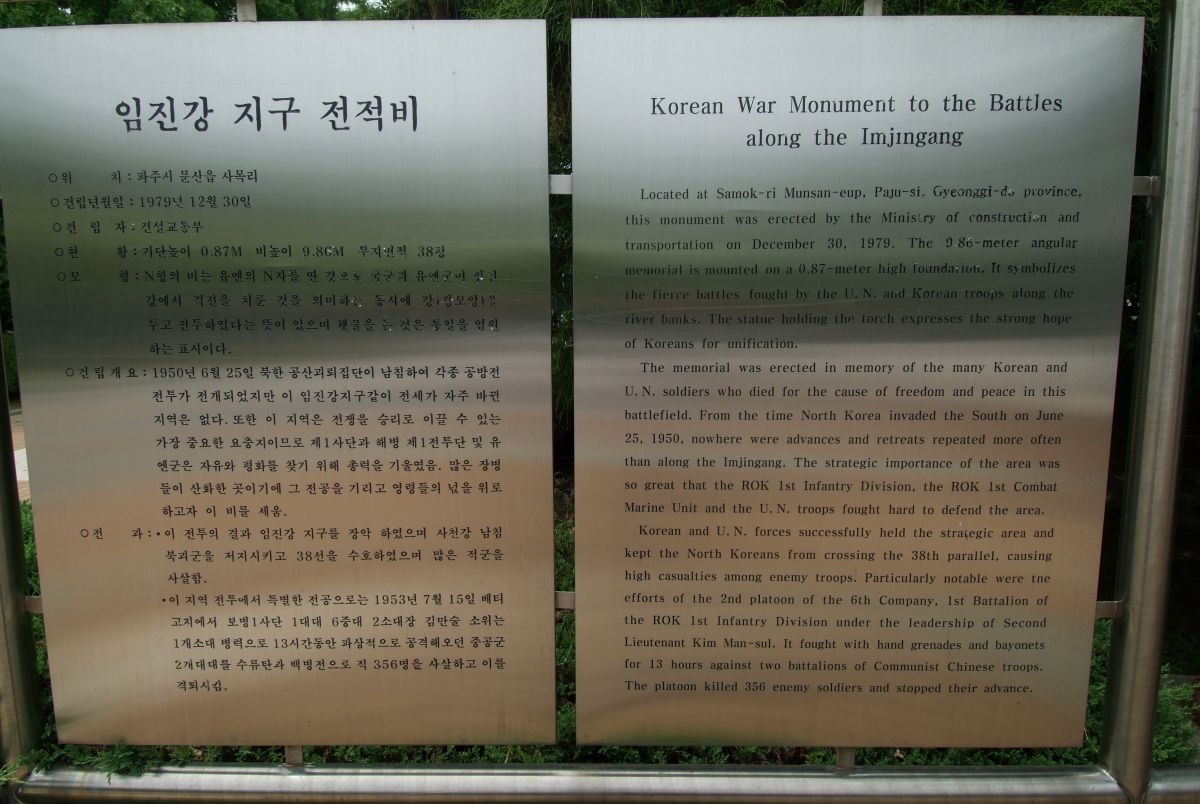 임진강 지구 전적비
○위 치 : 파주시 문산읍 사목리
○건립년월일 : 1979년 12월 30일
○건 립 자 : 건설교통부
○현 황 : 기단높이 0.87M 비높이 9.86M 부지면적 38평
○모 형 : N형의 비는 유엔의 N자를 딴 것으로 국군과 유엔군이 임진
강에서 격전을 치룬 것을 의미하는 동시에 강(강모양)을
두고 전투하였다는 뜻이 있으며 횃불을 든 것은 통일을 염원
하는 표시이다.
○건립개요 : 1950년 6월 25일 북한 공산괴뢰집단이 남침하여 각종 공방전
전투가 전개되었지만 이 임진강지구같이 전세가 자주 바뀐
지역은 없다. 또한 이 지역은 전쟁을 승리로 이끌 수 있는
가장 중요한 요충지이므로 제1사단과 해병 제1전투단 및 유
엔군은 자유와 평화를 찾기 위해 총력을 기울였음. 많은 장병
들이 산화한 곳이기에 그 전공을 기리고 영령들의 넋을 위로
하고자 이 비를 세움.
○전 과 : •이 전투의 결과 임진강 지구를 장악 하였으며 사천강 남침
북괴군을 저지시키고 38선을 수호하였으며 많은 적군을
사살함.
•이 지역 전투에서 특별한 전공으로는 1953년 7월 15일 베티
고지에서 보병1사단 1대대 6중대 2소대장 김만술 소위는
1개소대 병력으로 13시간동안 파상적으로 공격해오던 중공군
2개대대를 수류탄과 백병전으로 적 356명을 사살하고 이를
격퇴시킴.
Korean War Monument to the Battles
along the Imjingang
Located at Samok-ri Munsan-eup, Paju-si. Gyeonggi-do province,
this monument was erected by the Ministry of construction and
transportation on December 30, 1979. The 9.86-meter angular
memorial is mounted on a 0.87-meter high foundation. It symbolizes
the fierce battles fought by the U. N. and Korean troops along the
river banks. The statue holding the torch expresses the strong hope
of Koreans for unification.
The memorial was erected in memory of the many Korean and
U. N. soldiers who died for the cause of freedom and peace in this
battlefield. From the time North Korea invaded the South on June
25, 1950, nowhere were advances and retreats repeated more often
than along the Imjingang. The strategic importance of the area was
so great that the ROK 1st Infantry Division, the ROK 1st Combat
Marine Unit and the U. N. troops fought hard to defend the area.
Korean and U. N. forces successfully held the strategic area and
kept the North Koreans from crossing the 38th parallel, causing
high casualties among enemy troops. Particularly notable were the
efforts of the 2nd platoon of the 6th Company, 1st Battalion of
the ROK 1st Infantry Division under the leadership of Second
Lieutenant Kim Man-sul. It fought with hand grenades and bayonets
for 13 hours against two battalions of Communist Chinese troops.
The platoon killed 356 enemy soldiers and stopped their advance.